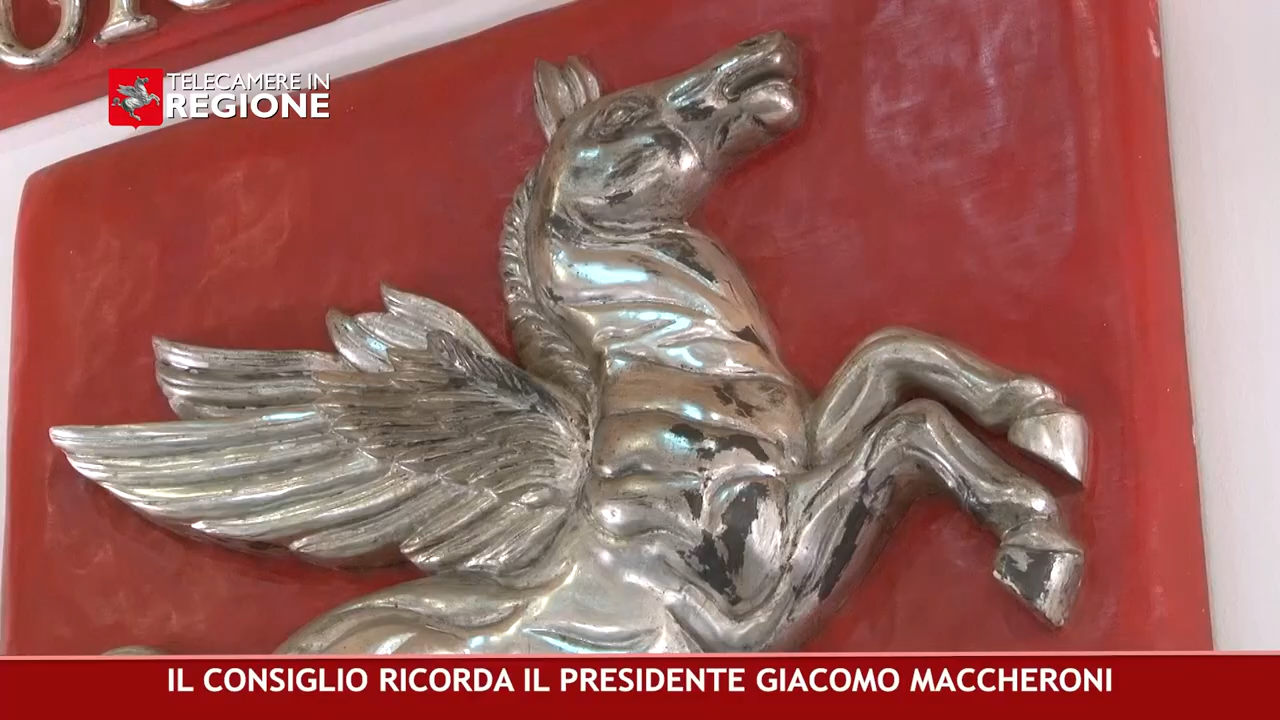 TELECAMERE IN
REGIONE
IL CONSIGLIO RICORDA IL PRESIDENTE GIACOMO MACCHERONI